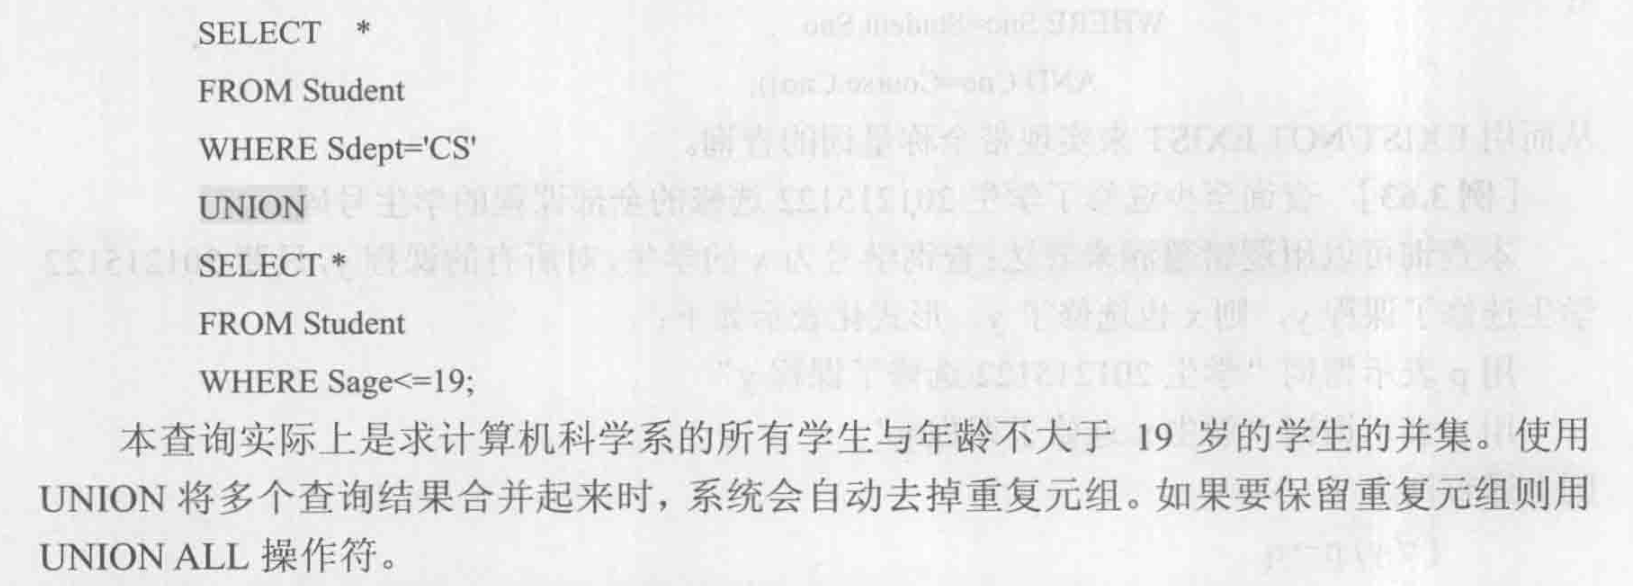 SELECT *
FROM Student
WHERE Sdept='CS'
UNION
SELECT *
FROM Student
WHERE Sage<=19;
本查询实际上是求计算机科学系的所有学生与年龄不大于 19 岁的学生的并集。使用
UNION 将多个查询结果合并起来时，系统会自动去掉重复元组。如果要保留重复元组则用
UNION ALL 操作符。